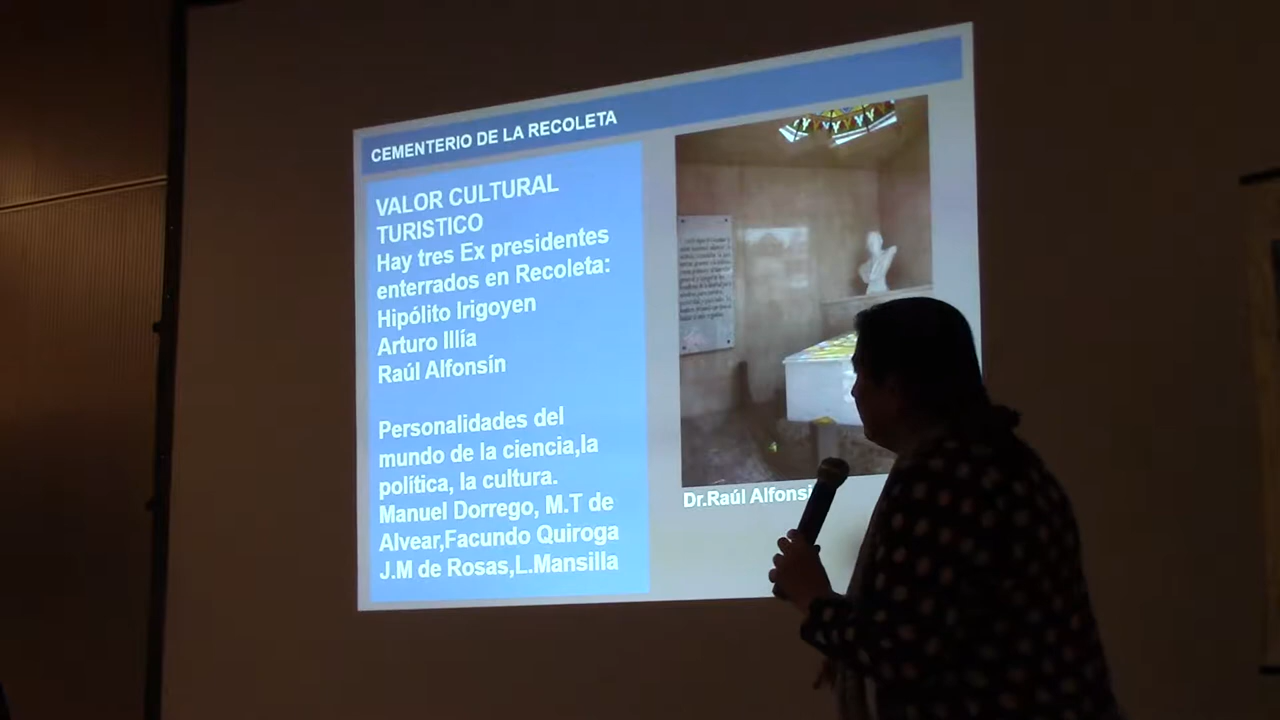 CEMENTERIO DE LA RECOLETA
VALOR CULTURAL
TURISTICO
Hay tres Ex presidentes
enterrados en Recoleta:
Hipólito Irigoyen
Arturo Illía
Raúl Alfonsín
Personalidades del
mundo de la ciencia,la
política, la cultura.
Manuel Dorrego, M.T de
Alvear,Facundo Quiroga
J.M de Rosas,L.Mansilla
Dr.Raúl Alfonsi